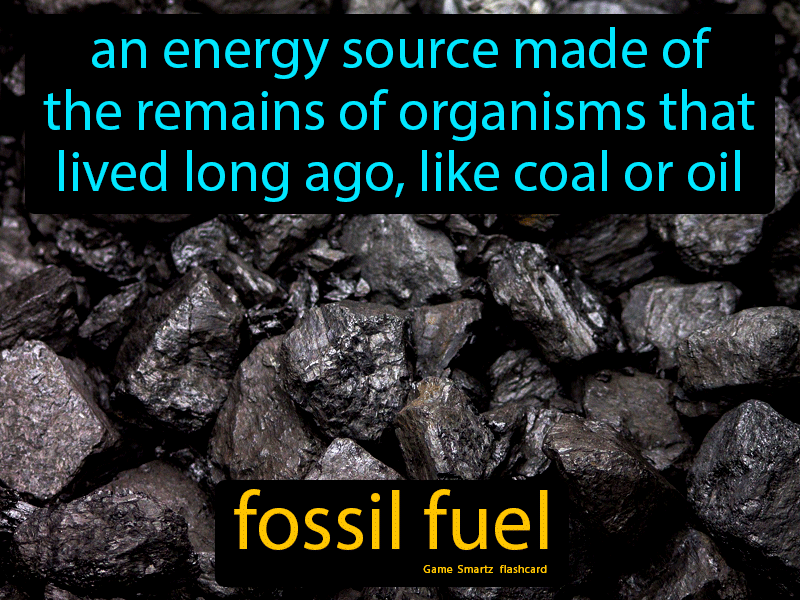 an energy source made of
the remains of organisms that
lived long ago, like coal or oil
fossil fuel
Game Smartz flashcard